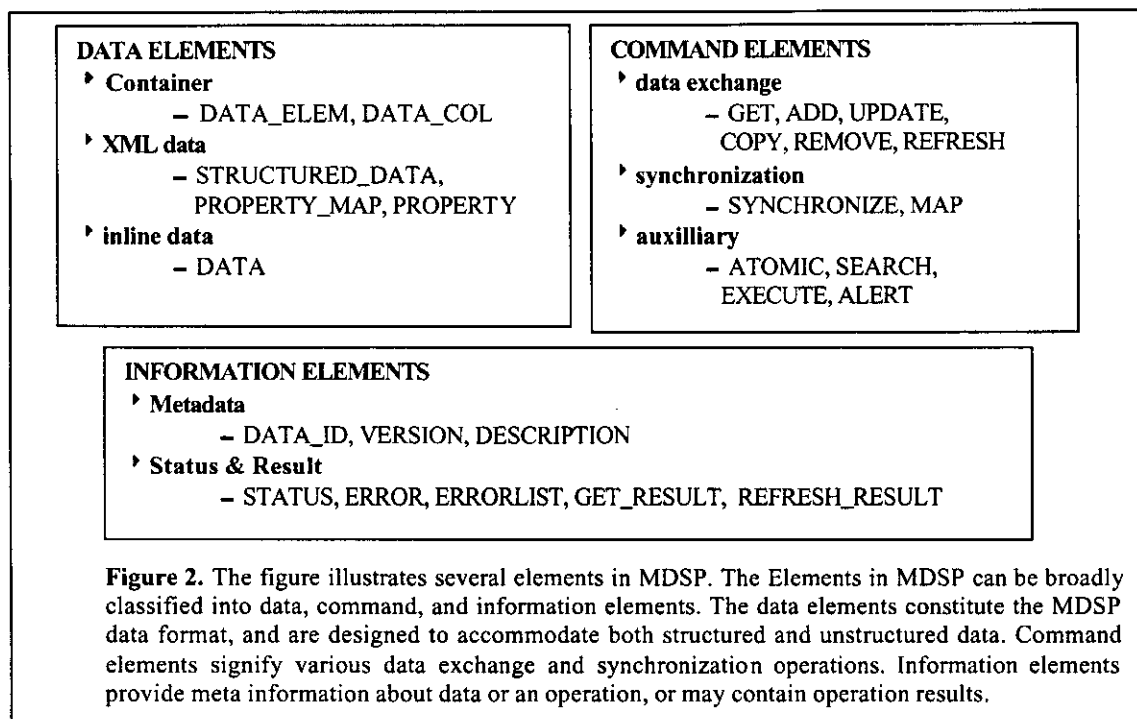 DATA ELEMENTS
‣ Container
– DATA_ELEM, DATA_COL
‣ XML data
– STRUCTURED_DATA,
PROPERTY_MAP, PROPERTY
‣ inline data
– DATA
COMMAND ELEMENTS
‣ data exchange
– GET, ADD, UPDATE,
COPY, REMOVE, REFRESH
‣ synchronization
– SYNCHRONIZE, MAP
‣ auxilliary
– ATOMIC, SEARCH,
EXECUTE, ALERT
INFORMATION ELEMENTS
‣ Metadata
– DATA_ID, VERSION, DESCRIPTION
‣ Status & Result
– STATUS, ERROR, ERRORLIST, GET_RESULT, REFRESH_RESULT
Figure 2. The figure illustrates several elements in MDSP. The Elements in MDSP can be broadly
classified into data, command, and information elements. The data elements constitute the MDSP
data format, and are designed to accommodate both structured and unstructured data. Command
elements signify various data exchange and synchronization operations. Information elements
provide meta information about data or an operation, or may contain operation results.